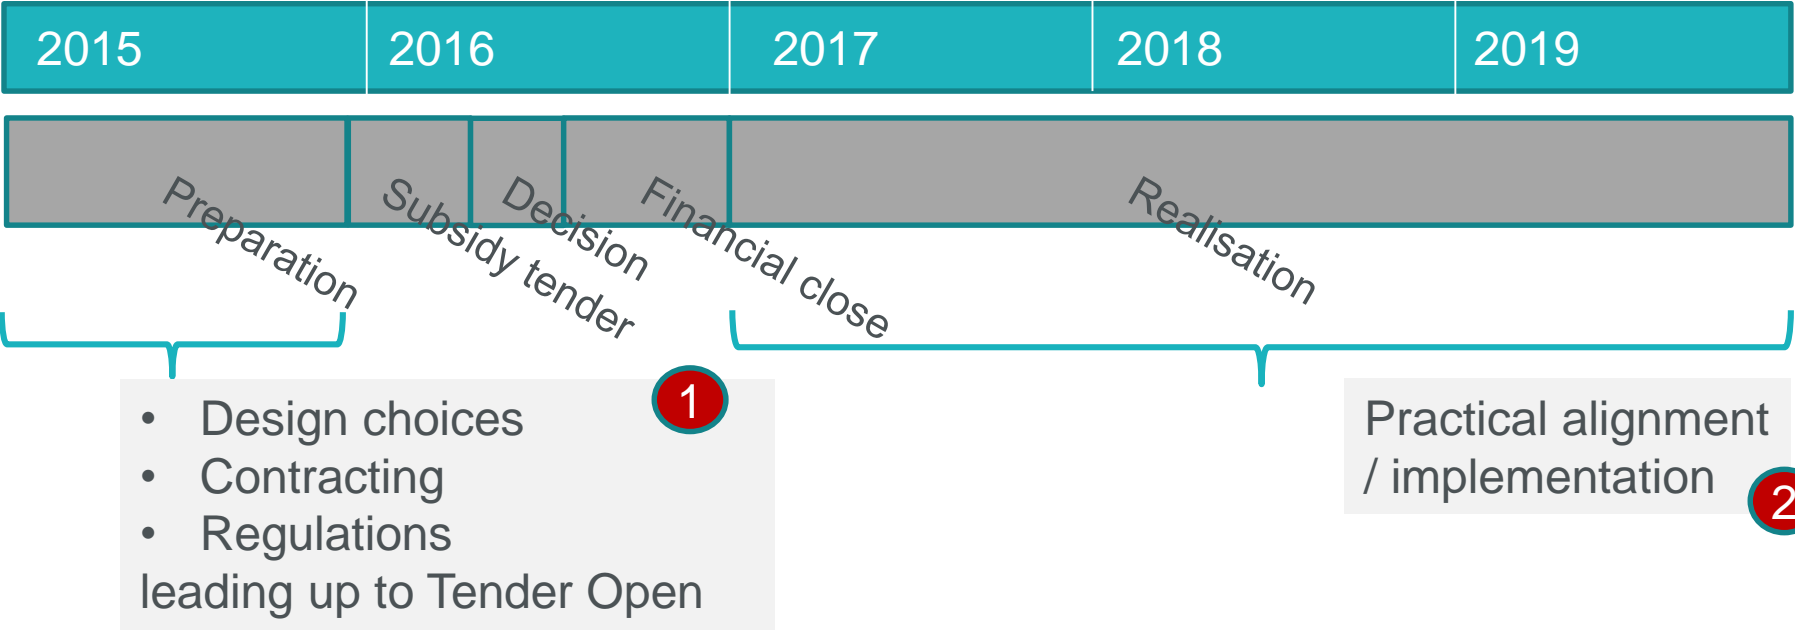 2015 2016 2017 2018 2019
Preparation
Subsidy tender
Decision
Financial close
Realisation
1
• Design choices
• Contracting
• Regulations
leading up to Tender Open
Practical alignment
/ implementation
2